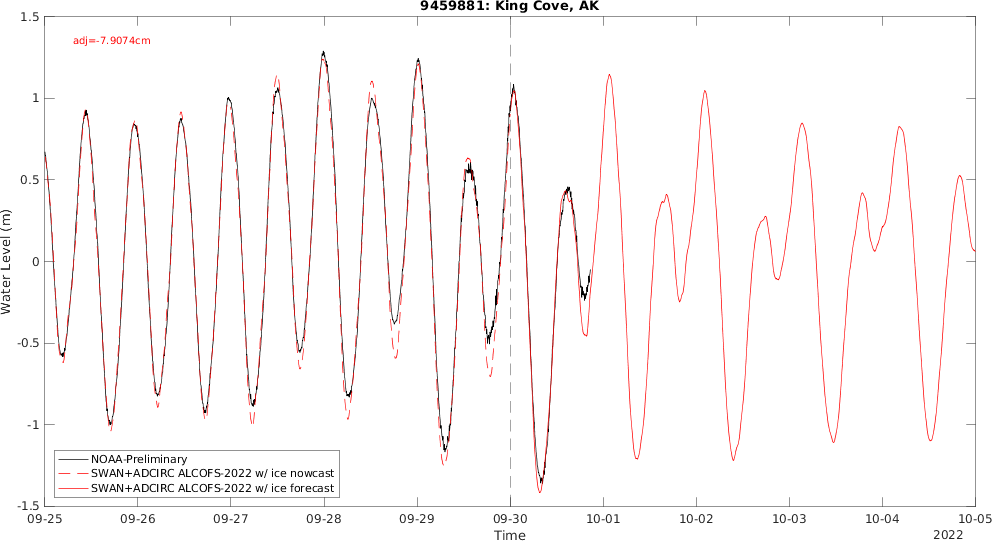 9459881: King Cove, AK
adj=-7.9074cm
Water Level (m)
1.5
1
0.5
0
-0.5
-1
-1.5
NOAA-Preliminary
SWAN+ADCIRC ALCOFS-2022 w/ ice nowcast
SWAN+ADCIRC ALCOFS-2022 w/ ice forecast
09-25 09-26 09-27 09-28 09-29 09-30 10-01 10-02 10-03 10-04 10-05
Time
2022